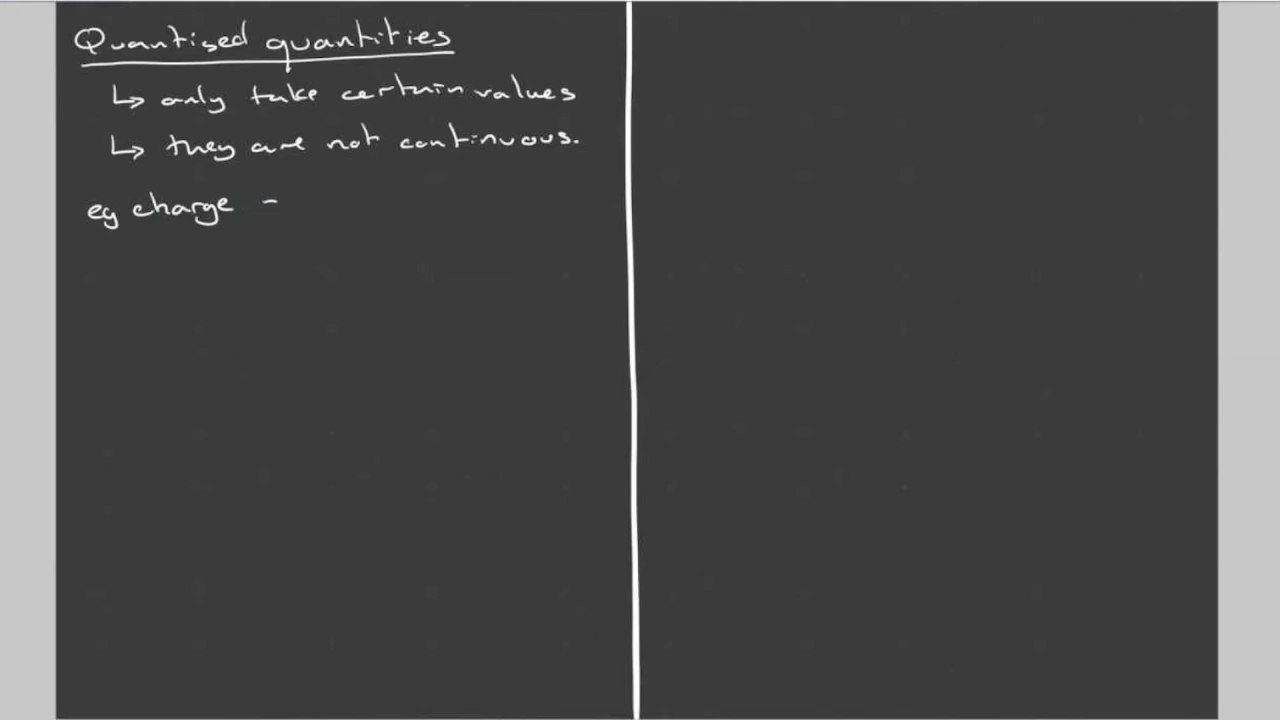 Quantised quantities
↳ only take certain values
↳ they are not continuous.
eg charge -